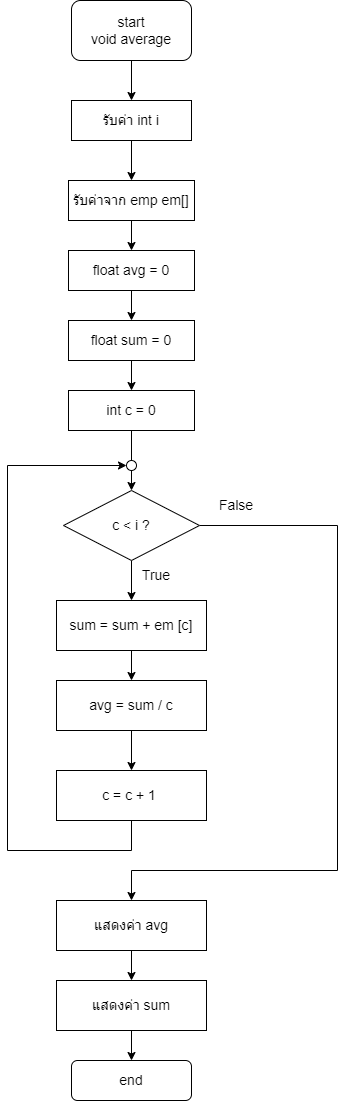 start
void average
รับค่า int i
รับค่าจาก emp em[]
float avg = 0
float sum = 0
int c = 0
c < i ?
False
True
sum = sum + em [c]
avg = sum / c
c = c + 1
แสดงค่า avg
แสดงค่า sum
end